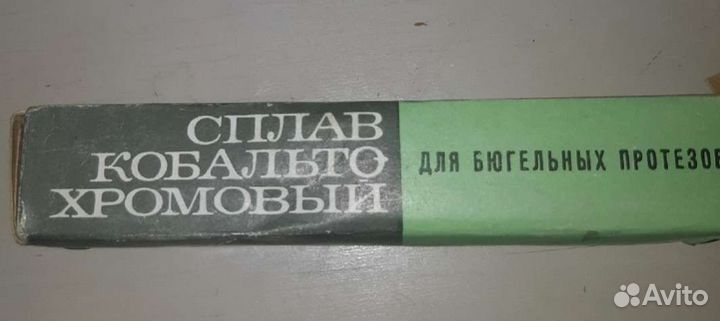 СПЛАВ
КОБАЛЬТО
ХРОМОВЫЙ
ДЛЯ БЮГЕЛЬНЫХ ПРОТЕЗОВ
Avito